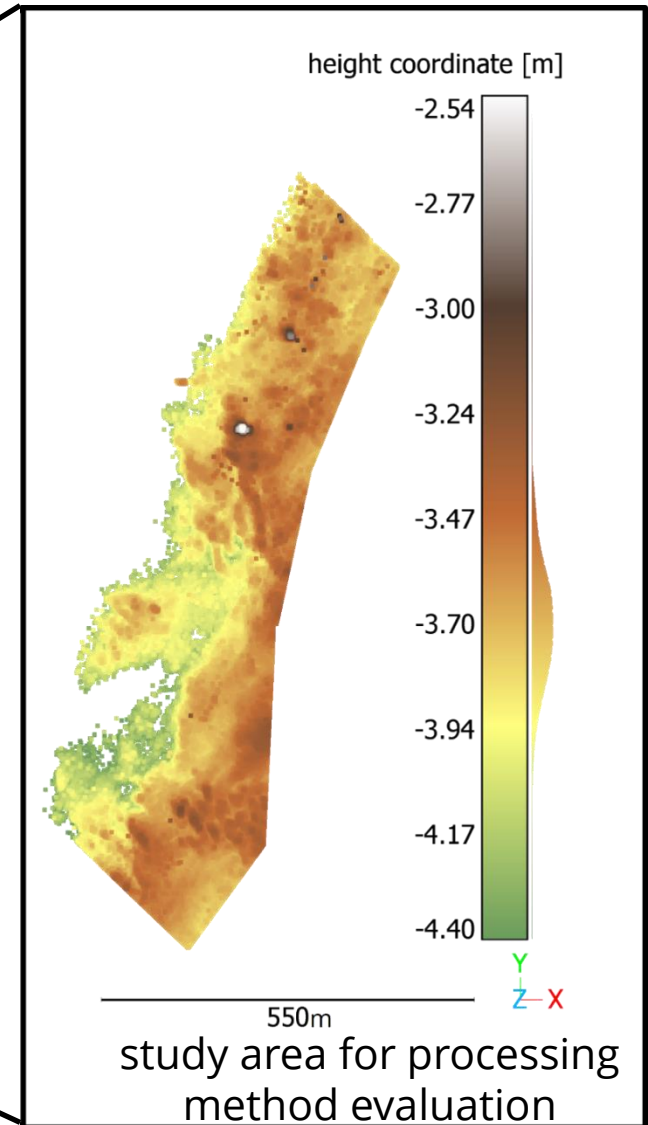 height coordinate [m]
-2.54
-2.77
-3.00
-3.24
-3.47
-3.70
-3.94
-4.17
-4.40
Y
Z X
550m
study area for processing
method evaluation